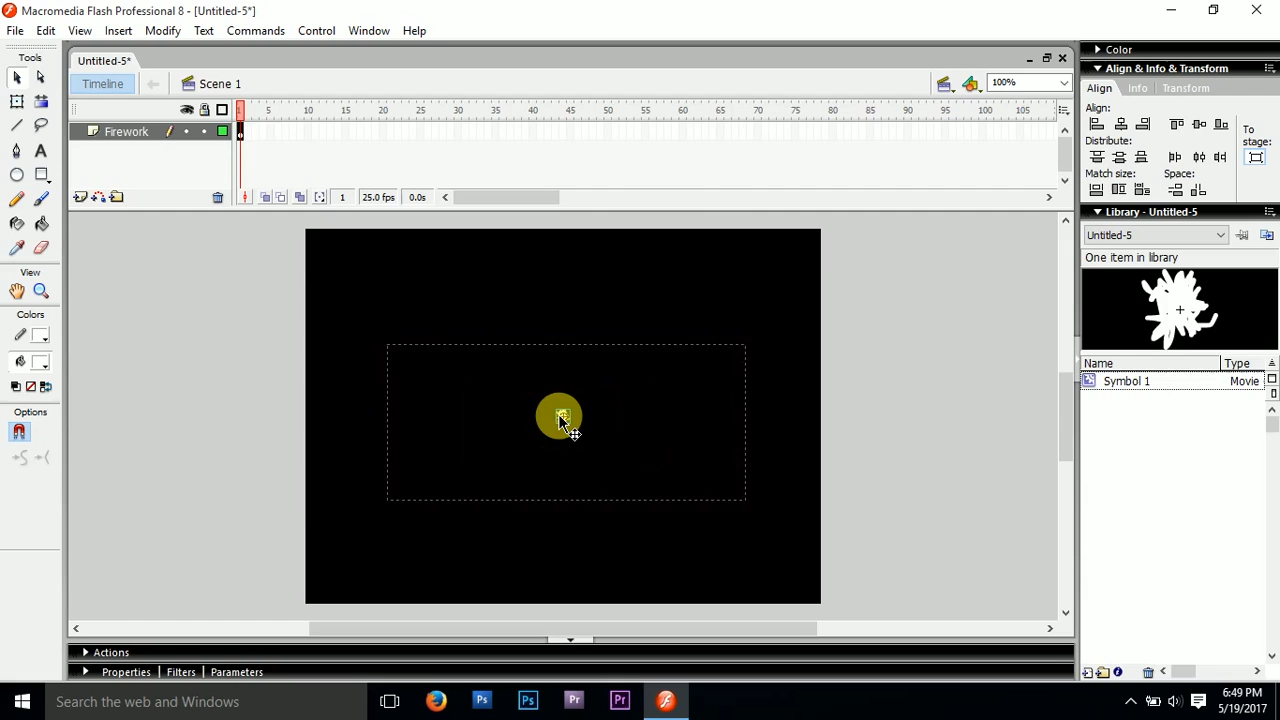 Macromedia Flash Professional 8 - [Untitled-5*]
File Edit View Insert Modify Text Commands Control Window Help
Tools
Untitled-5*
Timeline
Scene 1
100%
1 5 10 15 20 25 30 35 40 45 50 55 60 65 70 75 80 85 90 95 100 105
Firework
1 25.0 fps 0.0s
View
Colors
Options
Color
Align & Info & Transform
Align Info Transform
Align:
To
stage:
Distribute:
Match size: Space:
Library - Untitled-5
Untitled-5
One item in library
Name Type
Symbol 1 Movie
Actions
Properties Filters Parameters
Search the web and Windows
Ps Ps Pr Pr
6:49 PM
5/19/2017